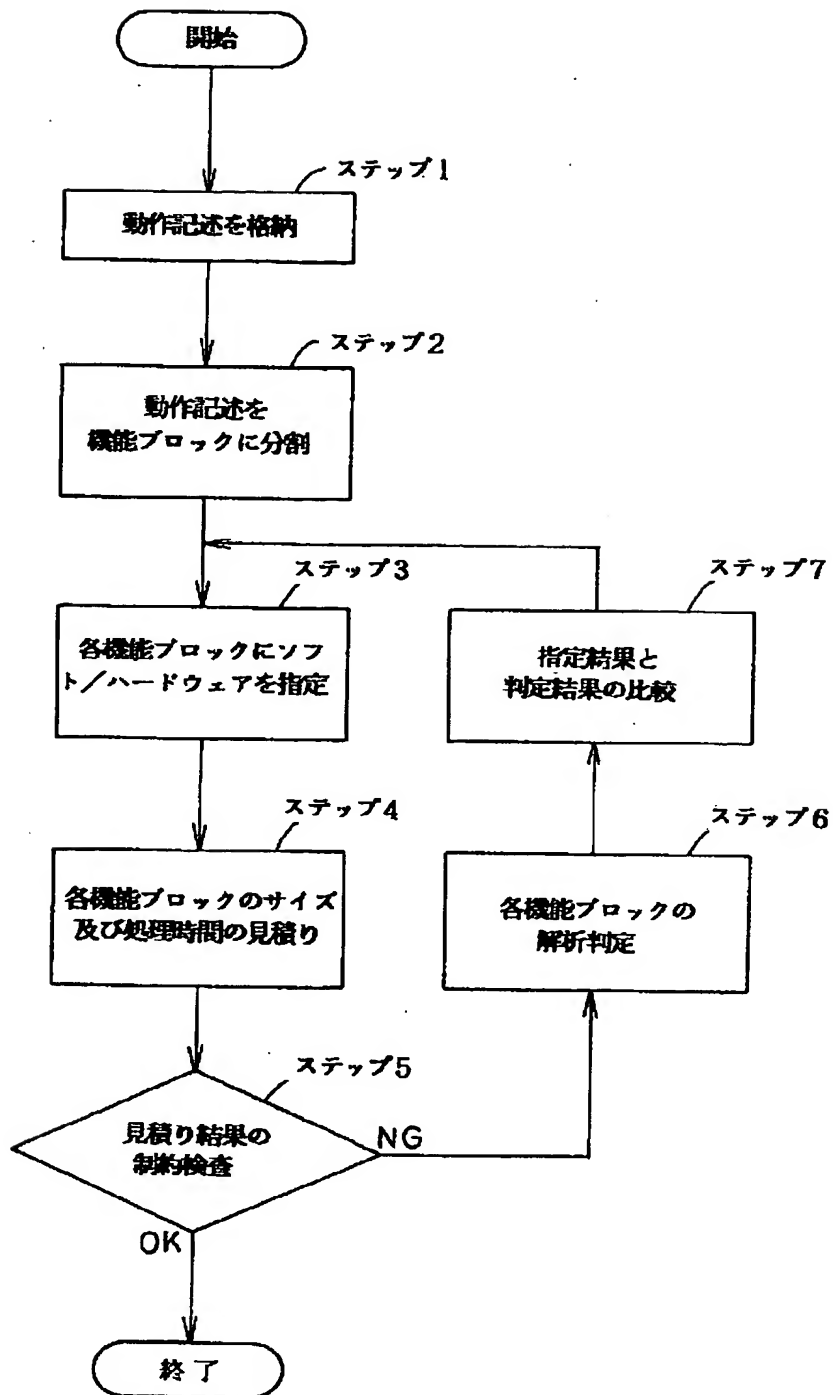 開始
ステップ1
動作記述を格納
ステップ2
動作記述を
機能ブロックに分割
ステップ3
各機能ブロックにソフ
ト/ハードウェアを指定
ステップ4
各機能ブロックのサイズ
及び処理時間の見積り
ステップ5
見積り結果の
制約検査
NG
OK
終了
ステップ6
各機能ブロックの
解析判定
ステップ7
指定結果と
判定結果の比較